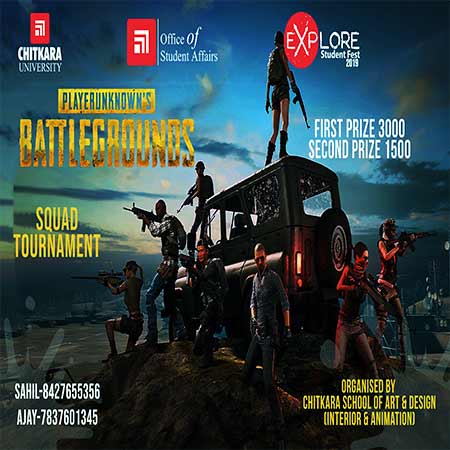 CHITKARA
UNIVERSITY
Office of
Student Affairs
EXPLORE
Student Fest
2019
PLAYERUNKNOWN'S
BATTLEGROUNDS
FIRST PRIZE 3000
SECOND PRIZE 1500
SQUAD
TOURNAMENT
SAHIL-8427655356
AJAY-7837601345
ORGANISED BY
CHITKARA SCHOOL OF ART & DESIGN
(INTERIOR & ANIMATION)